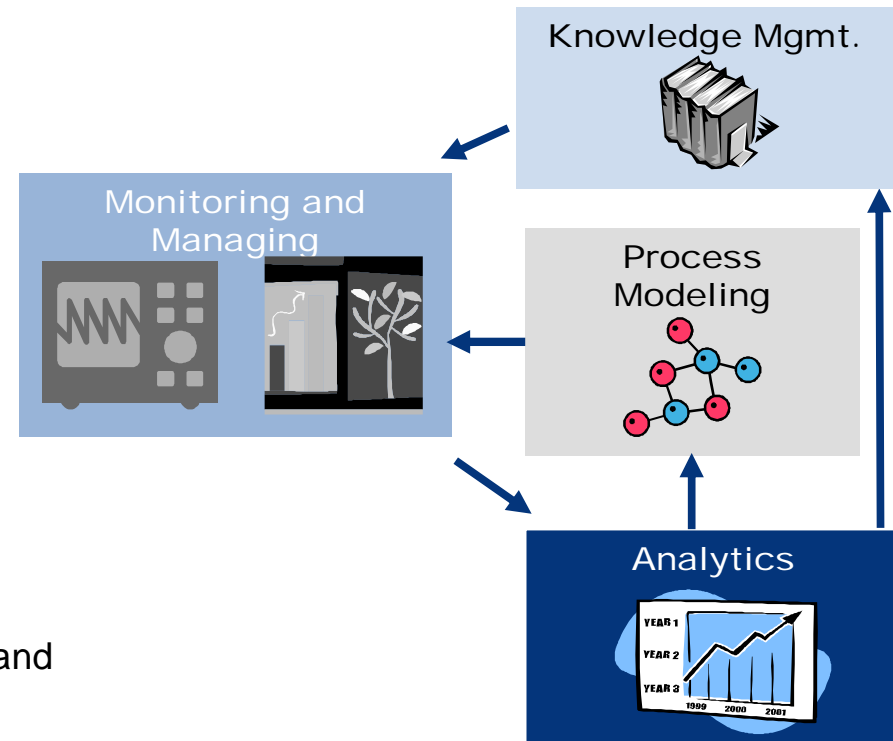 Knowledge Mgmt.
Monitoring and
Managing
Process
Modeling
Analytics
YEAR 1
YEAR 2
YEAR 3
1999 2000 2001
and